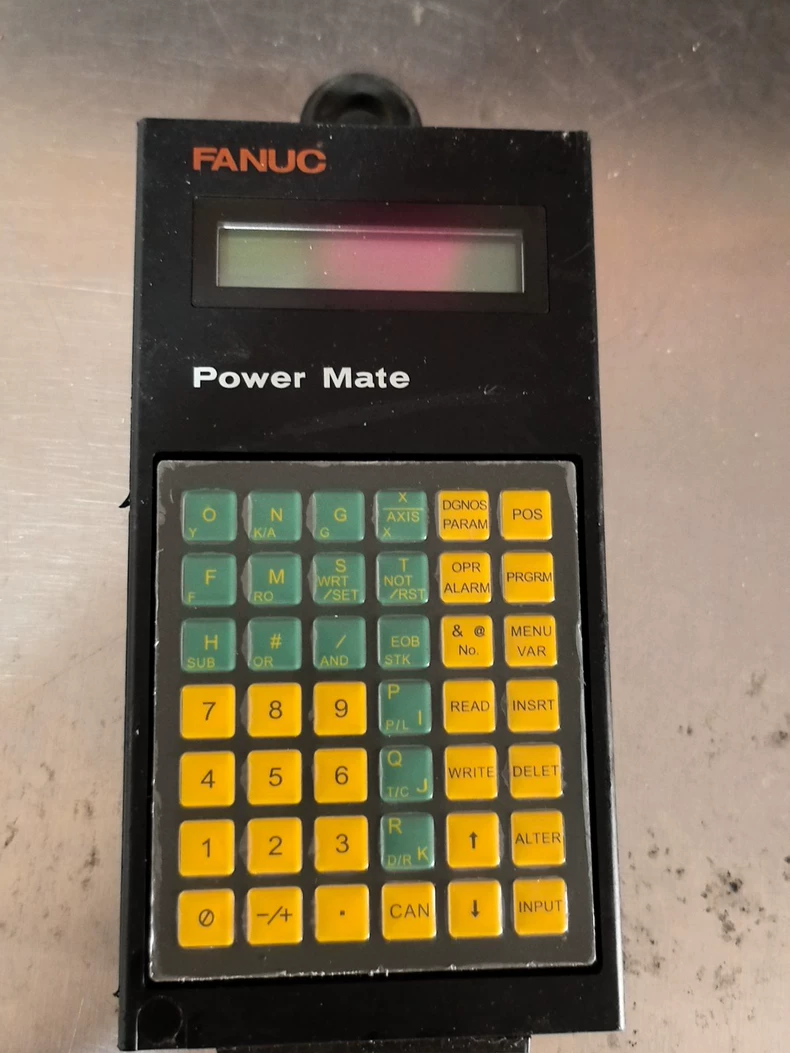 FANUC
Power Mate
O Y N K/A G G X AXIS X DGNOS PARAM POS
F F M RO S WRT /SET T NOT /RST OPR ALARM PRGRM
H SUB # OR / AND EOB STK & @ No. MENU VAR
7 8 9 P I P/L READ INSRT
4 5 6 Q J T/C WRITE DELET
1 2 3 R K D/R ↑ ALTER
0 -/+ . CAN ↓ INPUT